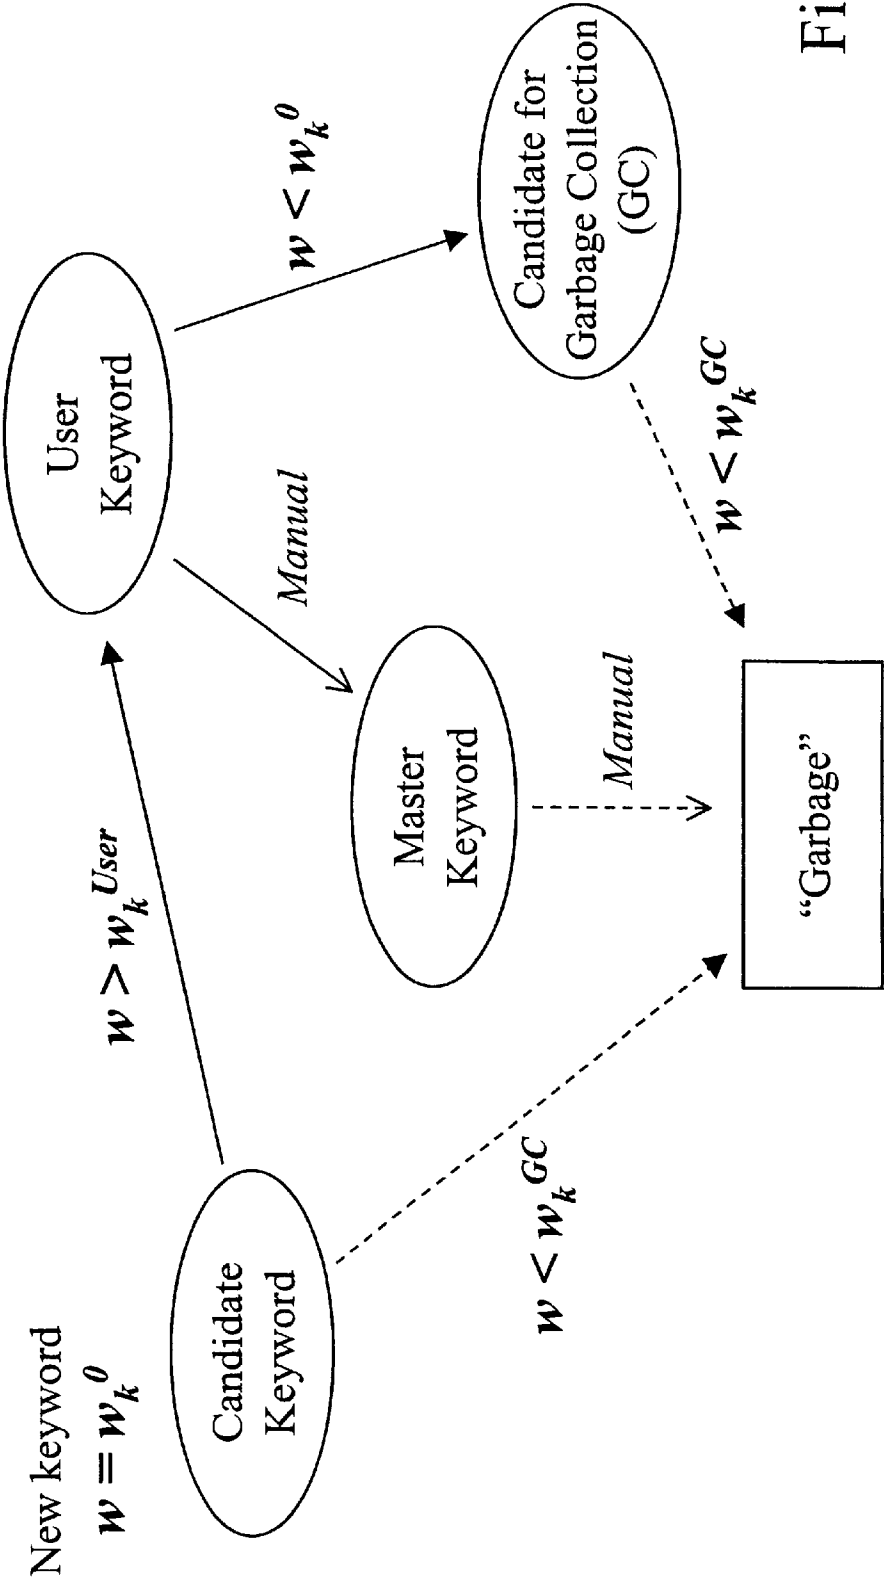 New keyword
w = w_k^0
Candidate
Keyword
w > w_k^User
User
Keyword
w < w_k^0
Manual
Master
Keyword
Candidate for
Garbage Collection
(GC)
w < w_k^GC
Manual
w < w_k^GC
“Garbage”
Fi